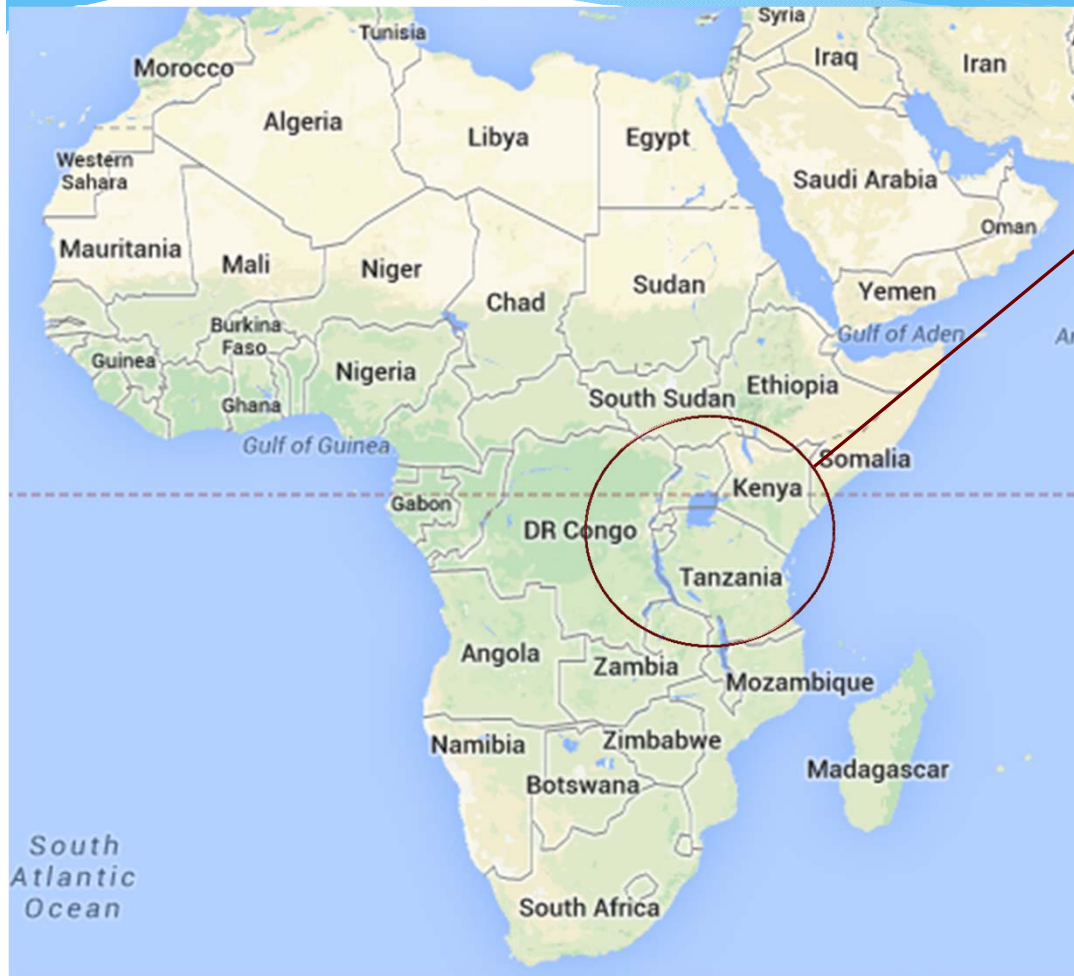 Syria
Tunisia
Iraq
Iran
Morocco
Algeria
Libya
Egypt
Western
Sahara
Saudi Arabia
Oman
Mauritania
Mali
Niger
Chad
Sudan
Yemen
Burkina
Faso
Gulf of Aden
Guinea
Nigeria
Ethiopia
South Sudan
Ghana
Gulf of Guinea
Somalia
Kenya
Gabon
DR Congo
Tanzania
Angola
Zambia
Mozambique
Namibia
Zimbabwe
Botswana
Madagascar
South
Atlantic
Ocean
South Africa